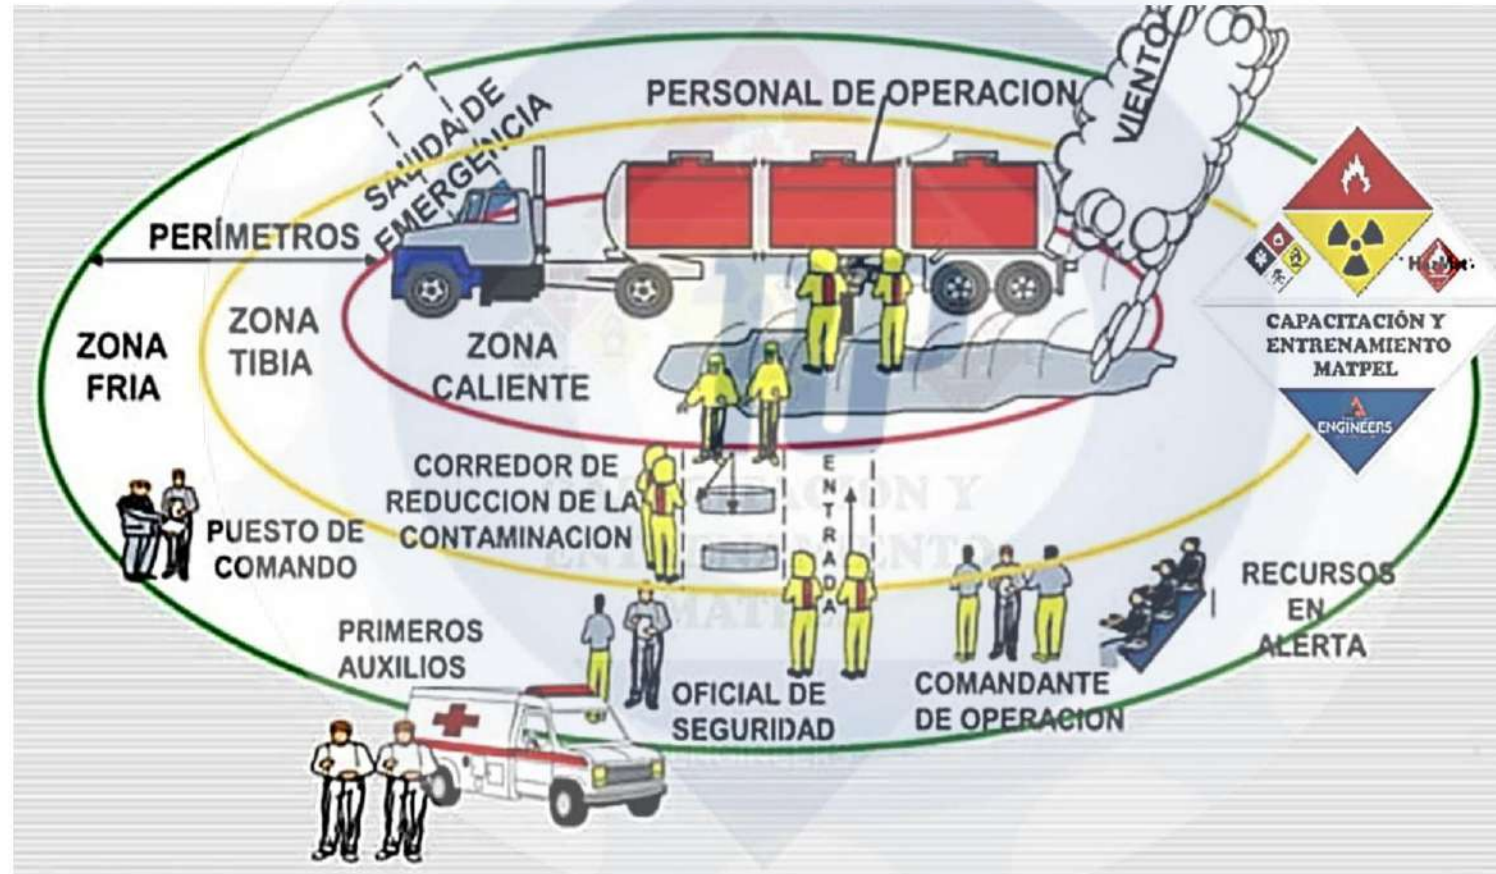 VIENTO
SALIDA DE
EMERGENCIA
PERSONAL DE OPERACION
PERÍMETROS
ZONA
FRIA
ZONA
TIBIA
ZONA
CALIENTE
CAPACITACIÓN Y
ENTRENAMIENTO
MATPEL
ENGINEERS
CORREDOR DE
REDUCCION DE LA
CONTAMINACION
ENTRADA
PUESTO DE
COMANDO
PRIMEROS
AUXILIOS
OFICIAL DE
SEGURIDAD
COMANDANTE
DE OPERACION
RECURSOS
EN
ALERTA